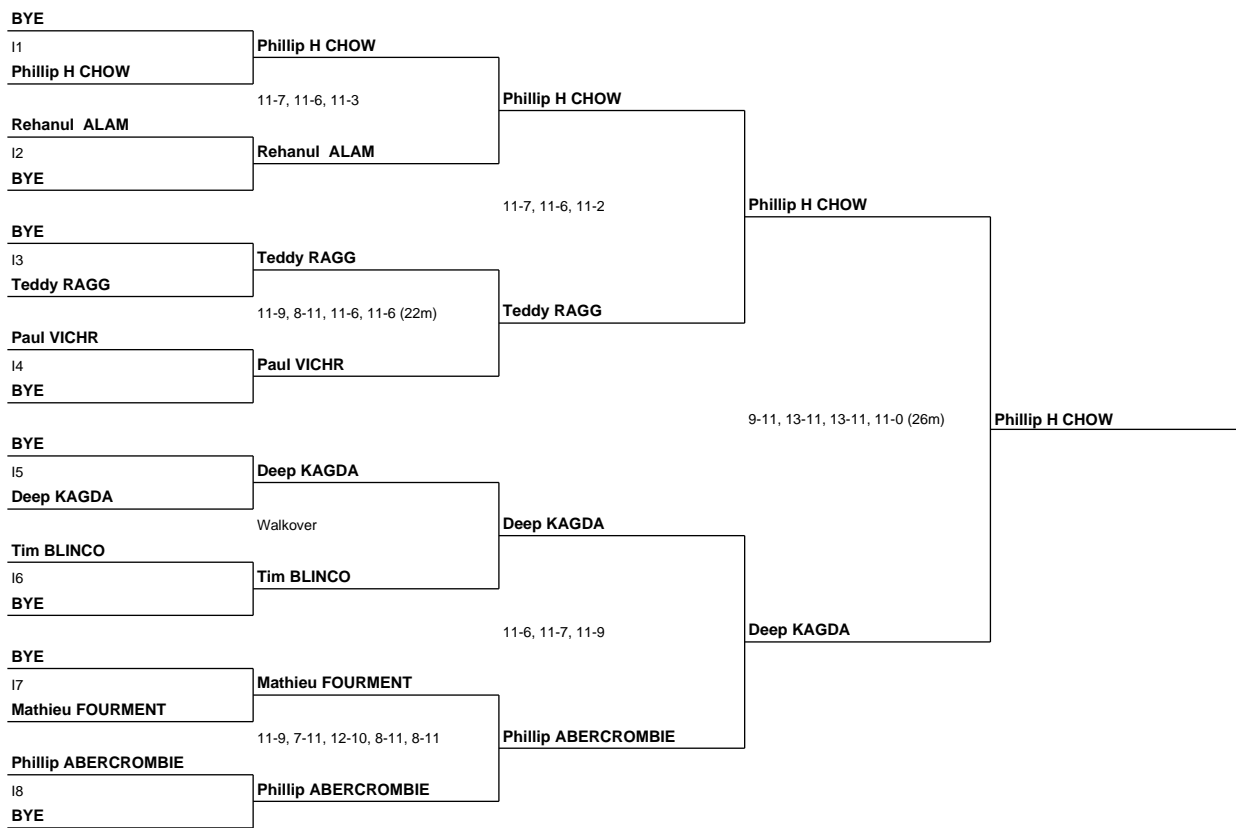 BYE
I1
Phillip H CHOW
Phillip H CHOW
11-7, 11-6, 11-3
Phillip H CHOW
Rehanul  ALAM
I2
BYE
Rehanul  ALAM
11-7, 11-6, 11-2
Phillip H CHOW
BYE
I3
Teddy RAGG
Teddy RAGG
11-9, 8-11, 11-6, 11-6 (22m)
Teddy RAGG
Paul VICHR
I4
BYE
Paul VICHR
9-11, 13-11, 13-11, 11-0 (26m)
Phillip H CHOW
BYE
I5
Deep KAGDA
Deep KAGDA
Walkover
Deep KAGDA
Tim BLINCO
I6
BYE
Tim BLINCO
11-6, 11-7, 11-9
Deep KAGDA
BYE
I7
Mathieu FOURMENT
Mathieu FOURMENT
11-9, 7-11, 12-10, 8-11, 8-11
Phillip ABERCROMBIE
Phillip ABERCROMBIE
I8
BYE
Phillip ABERCROMBIE